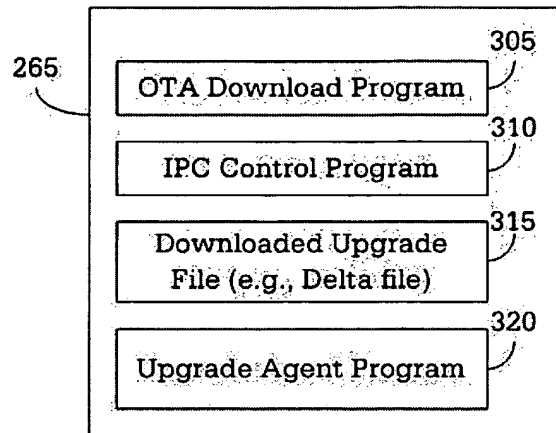 305
265
OTA Download Program
310
IPC Control Program
315
Downloaded Upgrade
File (e.g., Delta file)
320
Upgrade Agent Program